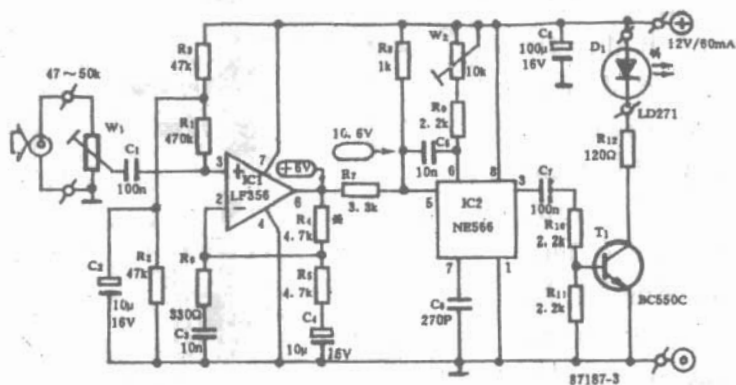 47～50k
W₁
C₁
100n
C₂
10μ
16V
R₃
47k
R₁
470k
R₂
47k
3
2
7
4
6
+
−
IC1
LF356
+6V
R₆
330Ω
C₃
10n
R₄
4.7k
R₅
4.7k
C₄
10μ
16V
R₇
3.3k
10.6V
R₈
1k
W₂
10k
R₉
2.2k
C₅
10n
6
8
5
3
7
1
IC2
NE566
C₆
270P
C₇
100n
R₁₀
2.2k
R₁₁
2.2k
100μ
16V
D₁
12V/60mA
LD271
R₁₂
120Ω
T₁
BC550C
87187-3